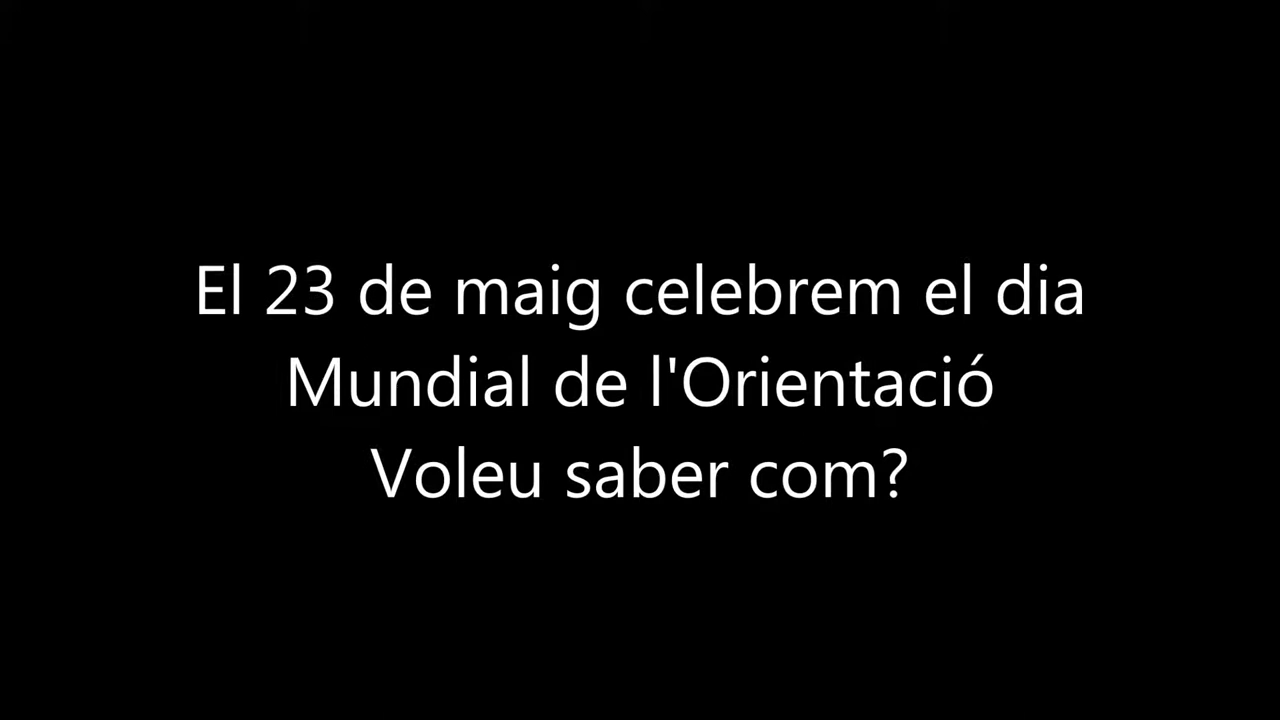 El 23 de maig celebrem el dia
Mundial de l'Orientació
Voleu saber com?